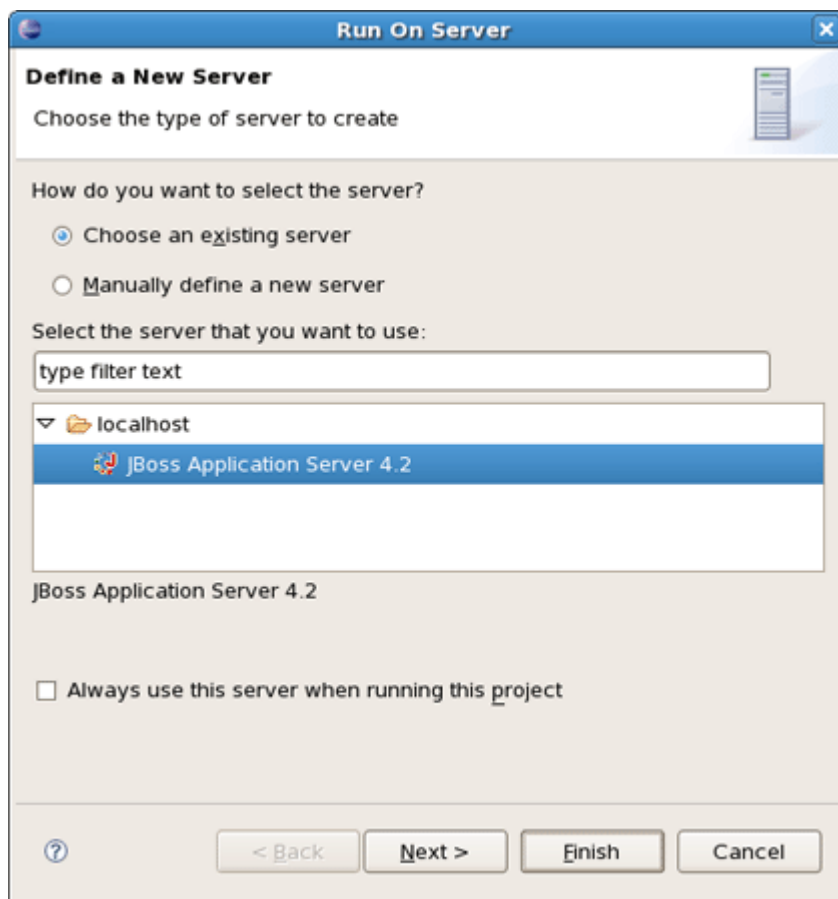 Run On Server
Define a New Server
Choose the type of server to create
How do you want to select the server?
Choose an existing server
Manually define a new server
Select the server that you want to use:
type filter text
localhost
JBoss Application Server 4.2
JBoss Application Server 4.2
Always use this server when running this project
? < Back Next > Finish Cancel